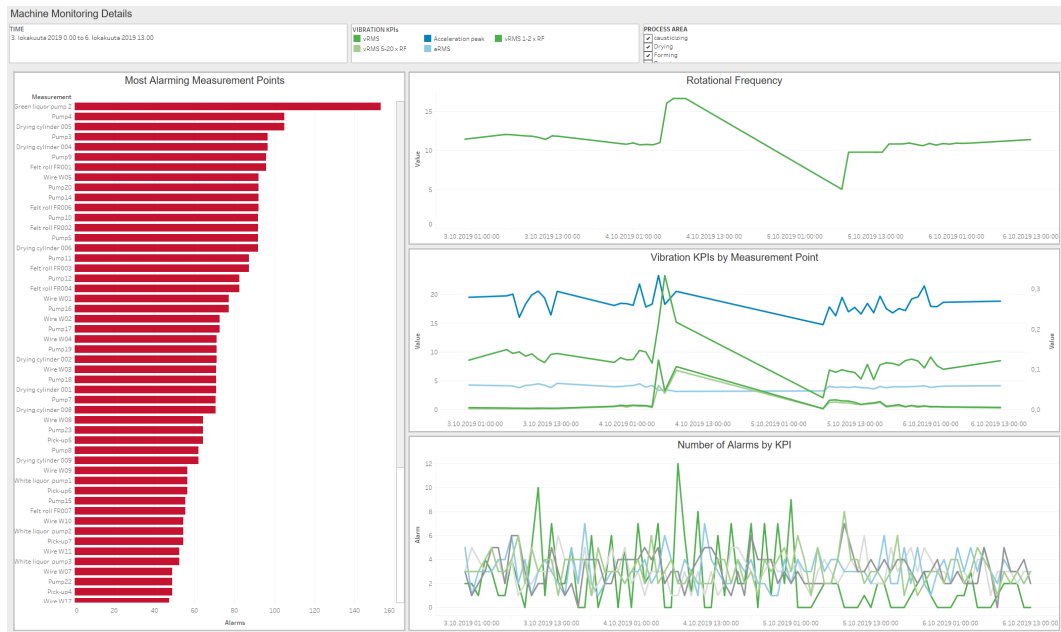 Machine Monitoring Details
TIME
3. lokakuuta 2019 0.00 to 6. lokakuuta 2019 13.00
VIBRATION KPIs
vRMS
Acceleration peak
vRMS 1-2 x RF
vRMS 5-20 x RF
aRMS
PROCESS AREA
causticizing
Drying
Forming
Most Alarming Measurement Points
Measurement
Green liquor pump 2
Pump4
Drying cylinder 005
Pump3
Drying cylinder 004
Pump9
Felt roll FR001
Wire W05
Pump20
Pump14
Felt roll FR006
Pump10
Felt roll FR002
Pump5
Drying cylinder 006
Pump11
Felt roll FR003
Pump12
Felt roll FR004
Wire W01
Pump16
Wire W02
Pump17
Wire W04
Pump19
Drying cylinder 002
Wire W03
Pump18
Drying cylinder 001
Pump7
Drying cylinder 008
Wire W08
Pump23
Pick-up5
Pump8
Drying cylinder 009
Wire W09
White liquor pump1
Pick-up6
Pump15
Felt roll FR007
Wire W10
White liquor pump2
Pick-up7
Wire W11
White liquor pump3
Wire W07
Pump22
Pick-up4
Wire W12
0 20 40 60 80 100 120 140 160
Alarms
Rotational Frequency
15
10
5
0
Value
3.10.2019 01:00:00 3.10.2019 13:00:00 4.10.2019 01:00:00 4.10.2019 13:00:00 5.10.2019 01:00:00 5.10.2019 13:00:00 6.10.2019 01:00:00 6.10.2019 13:00:00
Vibration KPIs by Measurement Point
20
15
10
5
0
Value
0,3
0,2
0,1
0,0
Value
3.10.2019 01:00:00 3.10.2019 13:00:00 4.10.2019 01:00:00 4.10.2019 13:00:00 5.10.2019 01:00:00 5.10.2019 13:00:00 6.10.2019 01:00:00 6.10.2019 13:00:00
Number of Alarms by KPI
12
10
8
6
4
2
0
Alarm
3.10.2019 01:00:00 3.10.2019 13:00:00 4.10.2019 01:00:00 4.10.2019 13:00:00 5.10.2019 01:00:00 5.10.2019 13:00:00 6.10.2019 01:00:00 6.10.2019 13:00:00